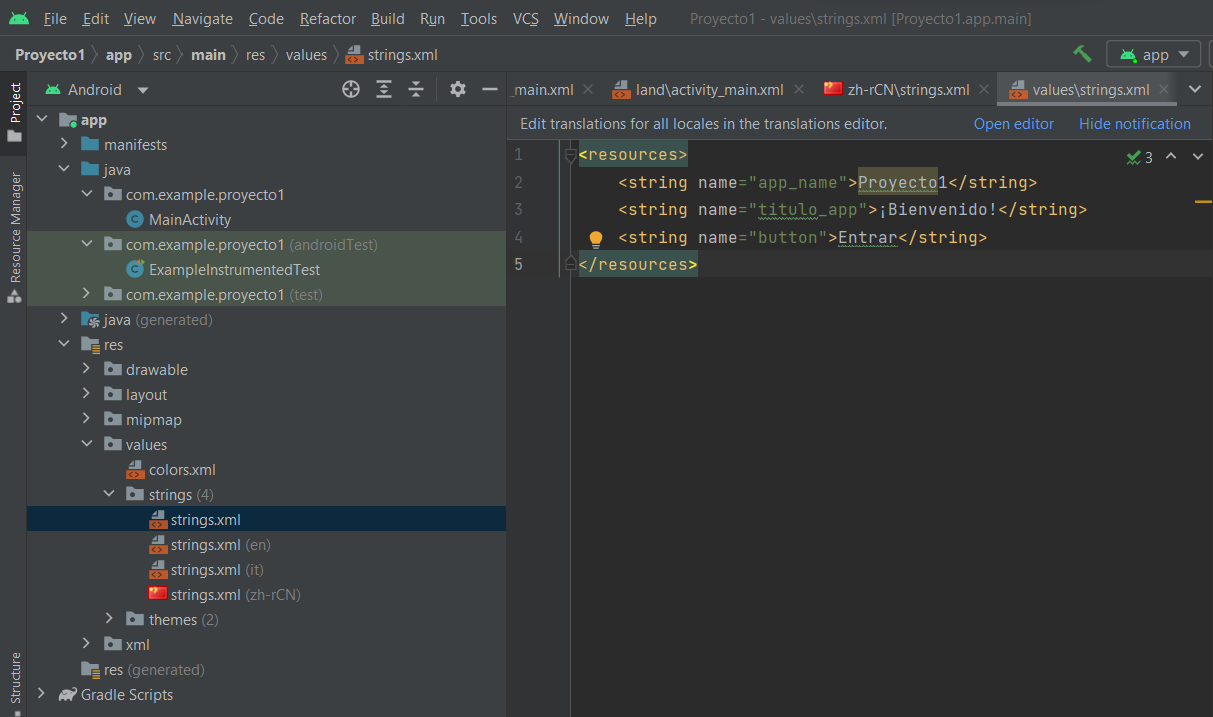 File Edit View Navigate Code Refactor Build Run Tools VCS Window Help Proyecto1 - values\strings.xml [Proyecto1.app.main]
Proyecto1 app src main res values strings.xml app
Project
Resource Manager
Structure
Android
_main.xml land\activity_main.xml zh-rCN\strings.xml values\strings.xml
Edit translations for all locales in the translations editor. Open editor Hide notification
app
manifests
java
com.example.proyecto1
MainActivity
com.example.proyecto1 (androidTest)
ExampleInstrumentedTest
com.example.proyecto1 (test)
java (generated)
res
drawable
layout
mipmap
values
colors.xml
strings (4)
strings.xml
strings.xml (en)
strings.xml (it)
strings.xml (zh-rCN)
themes (2)
xml
res (generated)
Gradle Scripts
1 <resources> 3
2 <string name="app_name">Proyecto1</string>
3 <string name="titulo_app">¡Bienvenido!</string>
4 <string name="button">Entrar</string>
5 </resources>